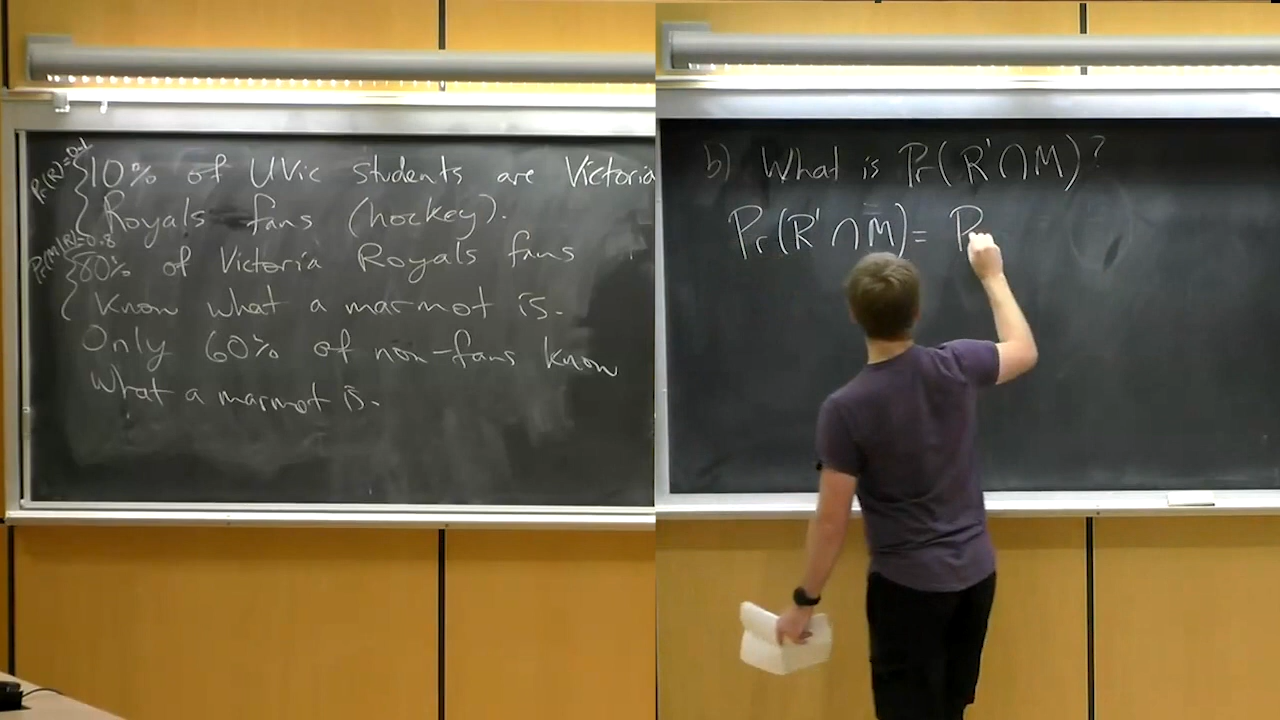 Pr(R)=0.1
10% of UVic students are Victoria
Royals fans (hockey).
Pr(M|R)=0.8
80% of Victoria Royals fans
know what a marmot is.
Only 60% of non-fans know
what a marmot is.
b) What is Pr(R'∩M)?
Pr(R'∩M)= P